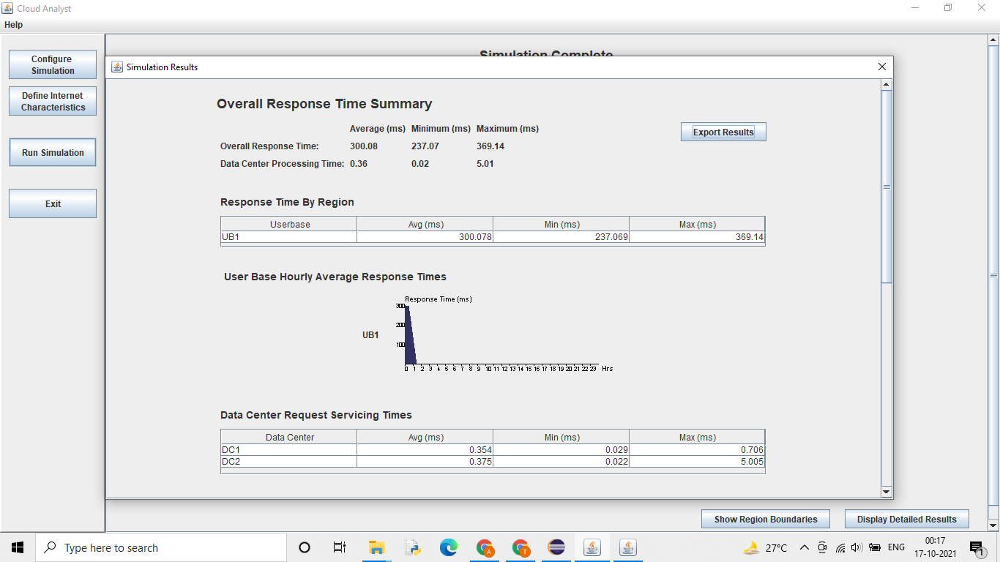 Cloud Analyst
Help
Configure
Simulation
Define Internet
Characteristics
Run Simulation
Exit
Simulation Complete
Simulation Results
Overall Response Time Summary
Average (ms) Minimum (ms) Maximum (ms)
Overall Response Time: 300.08 237.07 369.14
Data Center Processing Time: 0.36 0.02 5.01
Export Results
Response Time By Region
Userbase Avg (ms) Min (ms) Max (ms)
UB1 300.078 237.069 369.14
User Base Hourly Average Response Times
Response Time (ms)
300
200
100
UB1
0 1 2 3 4 5 6 7 8 9 10 11 12 13 14 15 16 17 18 19 20 21 22 23 Hrs
Data Center Request Servicing Times
Data Center Avg (ms) Min (ms) Max (ms)
DC1 0.354 0.029 0.706
DC2 0.375 0.022 5.005
Show Region Boundaries
Display Detailed Results
Type here to search
A
T
27°C
ENG
00:17
17-10-2021
1